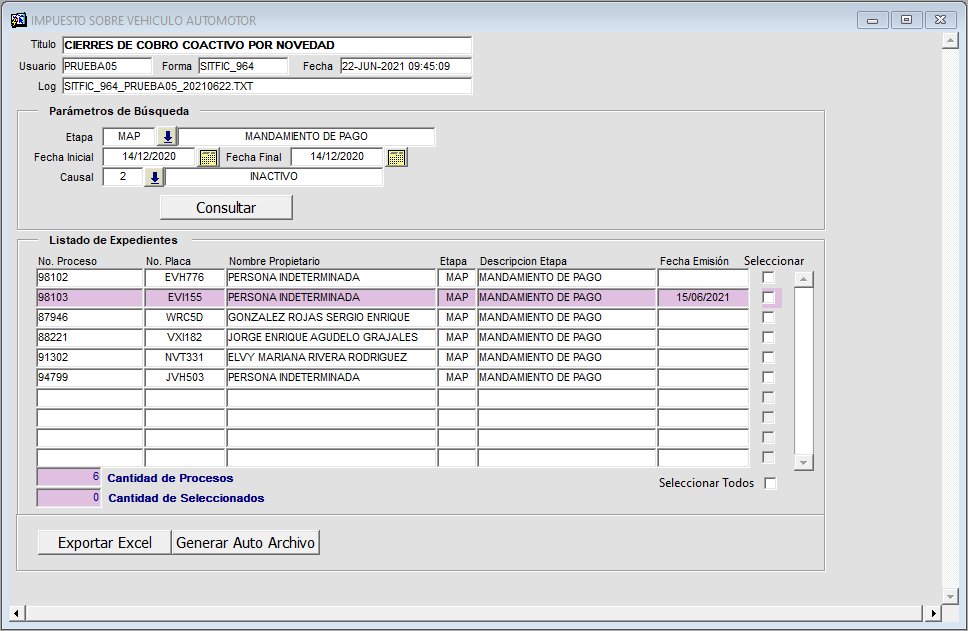 IMPUESTO SOBRE VEHICULO AUTOMOTOR
Titulo CIERRES DE COBRO COACTIVO POR NOVEDAD
Usuario PRUEBA05 Forma SITFIC_964 Fecha 22-JUN-2021 09:45:09
Log SITFIC_964_PRUEBA05_20210622.TXT
Parámetros de Búsqueda
Etapa MAP MANDAMIENTO DE PAGO
Fecha Inicial 14/12/2020 Fecha Final 14/12/2020
Causal 2 INACTIVO
Consultar
Listado de Expedientes
No. Proceso No. Placa Nombre Propietario Etapa Descripcion Etapa Fecha Emisión Seleccionar
98102 EVH776 PERSONA INDETERMINADA MAP MANDAMIENTO DE PAGO
98103 EVI155 PERSONA INDETERMINADA MAP MANDAMIENTO DE PAGO 15/06/2021
87946 WRC5D GONZALEZ ROJAS SERGIO ENRIQUE MAP MANDAMIENTO DE PAGO
88221 VXI182 JORGE ENRIQUE AGUDELO GRAJALES MAP MANDAMIENTO DE PAGO
91302 NVT331 ELVY MARIANA RIVERA RODRIGUEZ MAP MANDAMIENTO DE PAGO
94799 JVH503 PERSONA INDETERMINADA MAP MANDAMIENTO DE PAGO
6 Cantidad de Procesos
Seleccionar Todos
0 Cantidad de Seleccionados
Exportar Excel Generar Auto Archivo